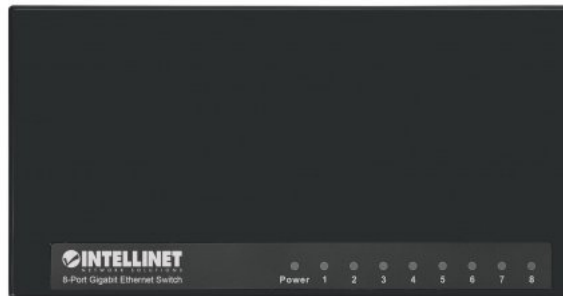 INTELLINET
NETWORK SOLUTIONS
8-Port Gigabit Ethernet Switch
Power 1 2 3 4 5 6 7 8